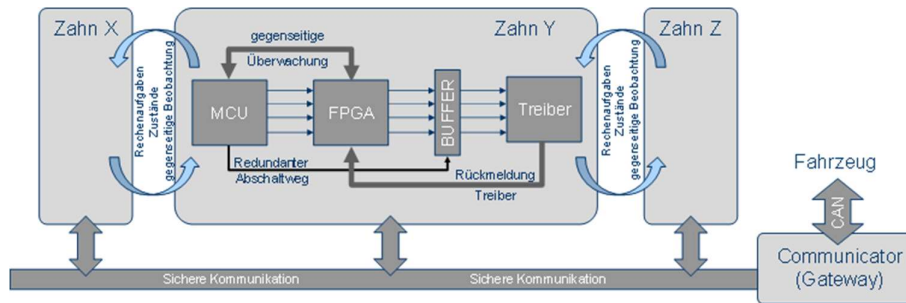 Zahn X
Zahn Y
Zahn Z
Rechenaufgaben
Zustände
gegenseitige Beobachtung
gegenseitige
Überwachung
MCU
FPGA
BUFFER
Treiber
Redundanter
Abschaltweg
Rückmeldung
Treiber
Rechenaufgaben
Zustände
gegenseitige Beobachtung
Fahrzeug
CAN
Communicator
(Gateway)
Sichere Kommunikation
Sichere Kommunikation